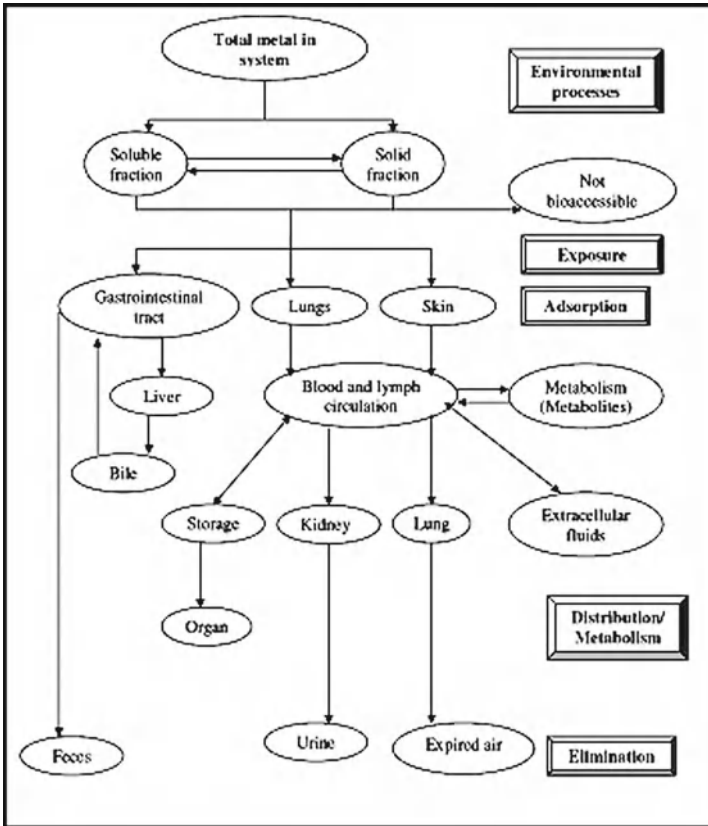 Total metal in
system
Environmental
processes
Soluble
fraction
Solid
fraction
Not
bioaccessible
Exposure
Gastrointestinal
tract
Lungs
Skin
Adsorption
Liver
Blood and lymph
circulation
Metabolism
(Metabolites)
Bile
Storage
Kidney
Lung
Extracellular
fluids
Organ
Distribution/
Metabolism
Feces
Urine
Expired air
Elimination